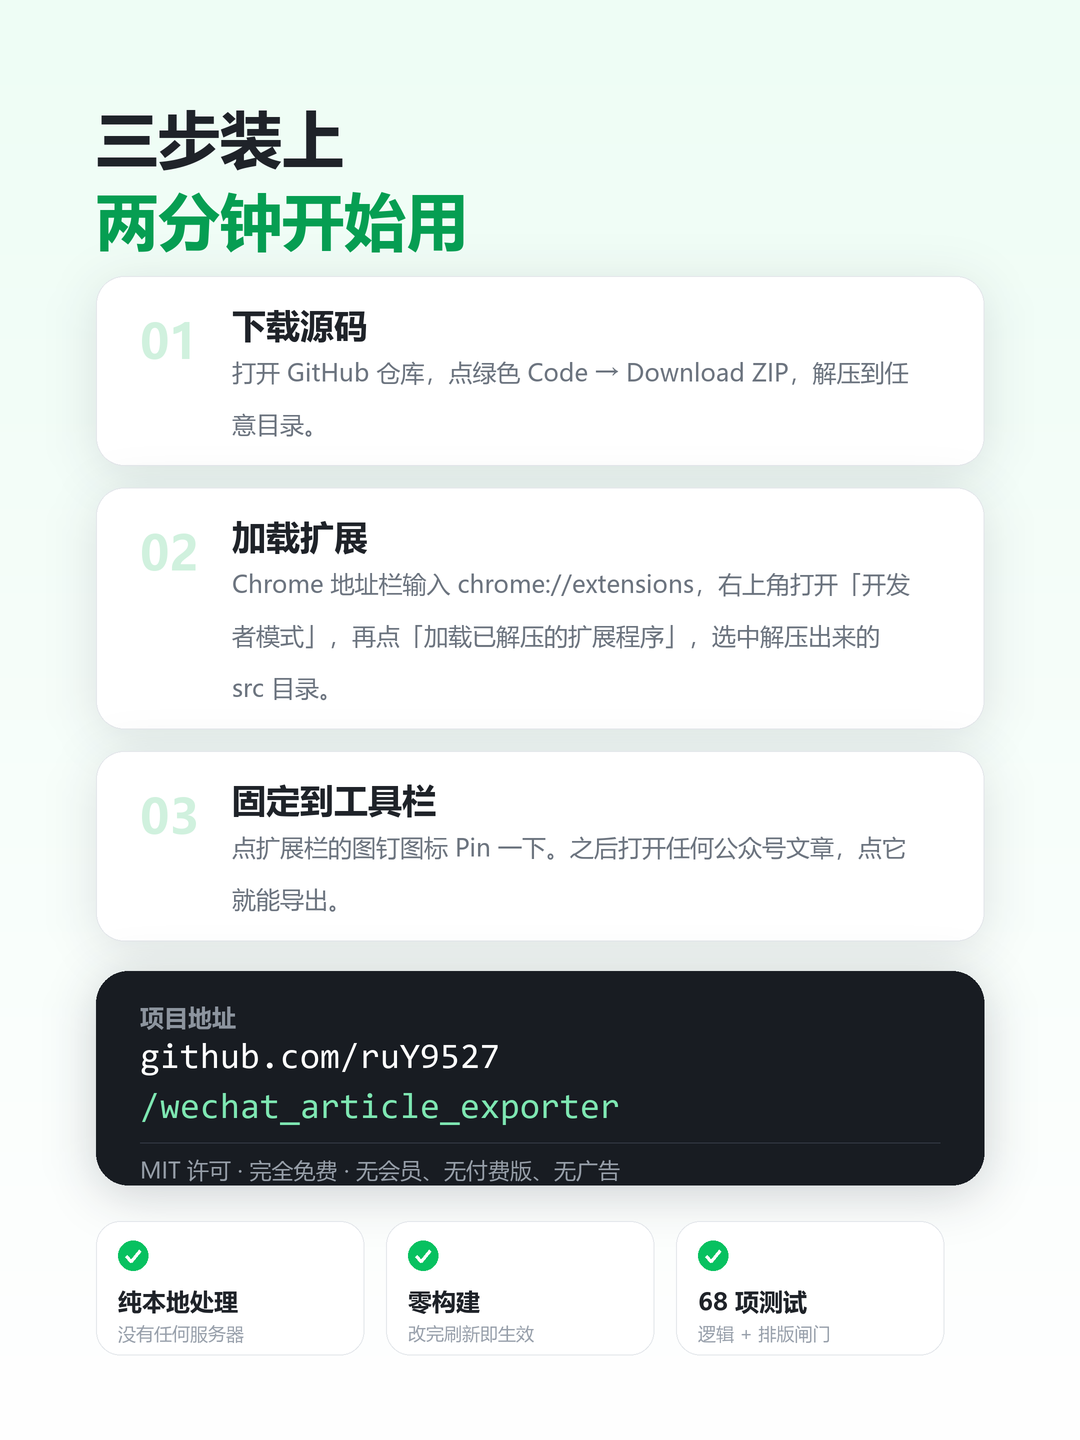 三步装上
两分钟开始用
01
下载源码
打开 GitHub 仓库，点绿色 Code → Download ZIP，解压到任
意目录。
02
加载扩展
Chrome 地址栏输入 chrome://extensions，右上角打开「开发
者模式」，再点「加载已解压的扩展程序」，选中解压出来的
src 目录。
03
固定到工具栏
点扩展栏的图钉图标 Pin 一下。之后打开任何公众号文章，点它
就能导出。
项目地址
github.com/ruY9527
/wechat_article_exporter
MIT 许可 · 完全免费 · 无会员、无付费版、无广告
纯本地处理
没有任何服务器
零构建
改完刷新即生效
68 项测试
逻辑 + 排版闸门